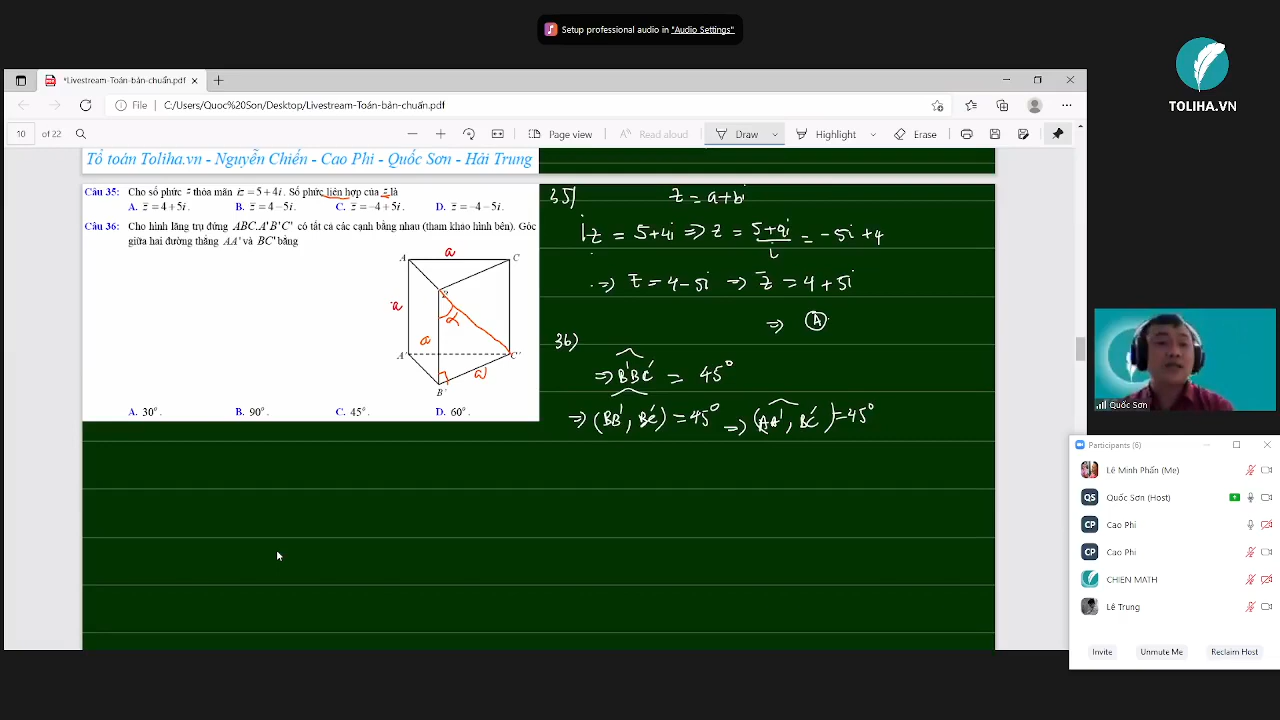 Setup professional audio in "Audio Settings"
TOLIHA.VN
*Livestream-Toán-bản-chuẩn.pdf
File
C:/Users/Quoc%20Son/Desktop/Livestream-Toán-bản-chuẩn.pdf
10 of 22
Page view
Read aloud
Draw
Highlight
Erase
Tổ toán Toliha.vn - Nguyễn Chiến - Cao Phi - Quốc Sơn - Hải Trung
Câu 35: Cho số phức z thỏa mãn iz = 5 + 4i. Số phức liên hợp của z là
A. z̄ = 4 + 5i. B. z̄ = 4 − 5i. C. z̄ = −4 + 5i. D. z̄ = −4 − 5i.
Câu 36: Cho hình lăng trụ đứng ABC.A'B'C' có tất cả các cạnh bằng nhau (tham khảo hình bên). Góc
giữa hai đường thẳng AA' và BC' bằng
a
A C
B
a
α
a
A' C'
a
B'
A. 30°. B. 90°. C. 45°. D. 60°.
35) z = a+bi
iz = 5+4i => z = 5+4i / i = -5i+4
=> z = 4-5i => z̄ = 4+5i
=> A
36)
=> B'BC' = 45°
=> (BB', BC') = 45° => (AA', BC') = 45°
Quốc Sơn
Participants (6)
Lê Minh Phấn (Me)
QS Quốc Sơn (Host)
CP Cao Phi
CP Cao Phi
CHIEN MATH
Lê Trung
Invite
Unmute Me
Reclaim Host